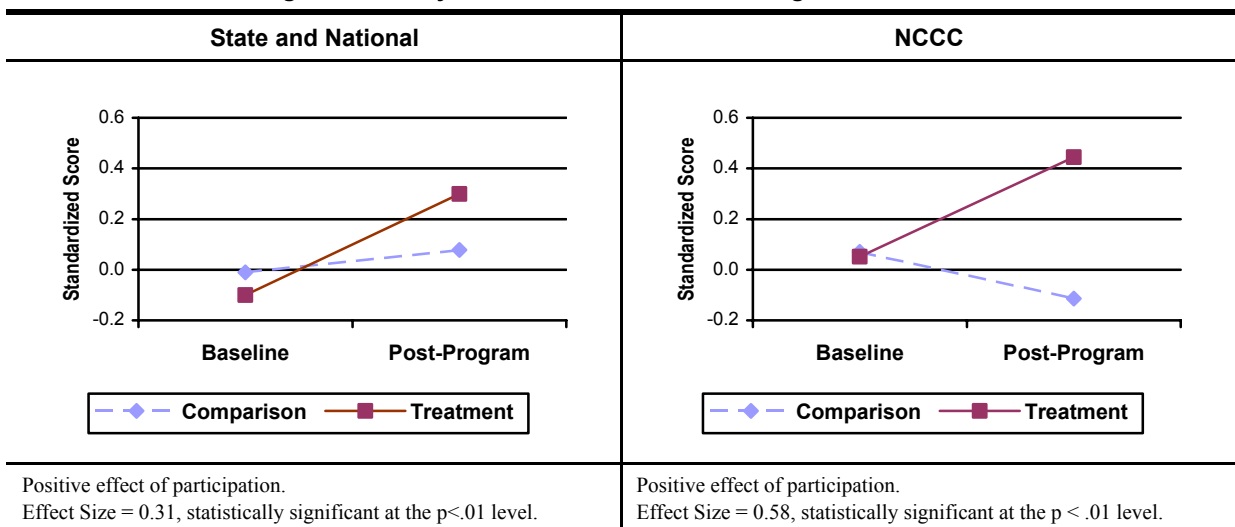 State and National
NCCC
Standardized Score
0.6
0.4
0.2
0.0
-0.2
Baseline Post-Program
Comparison Treatment
Standardized Score
0.6
0.4
0.2
0.0
-0.2
Baseline Post-Program
Comparison Treatment
Positive effect of participation.
Effect Size = 0.31, statistically significant at the p<.01 level.
Positive effect of participation.
Effect Size = 0.58, statistically significant at the p < .01 level.